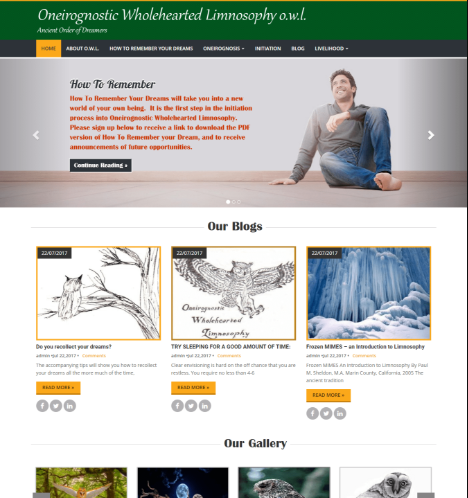 Oneirognostic Wholehearted Limnosophy o.w.l.
Ancient Order of Dreamers
HOME ABOUT O.W.L. HOW TO REMEMBER YOUR DREAMS ONEIROGNOSIS INITIATION BLOG LIVELIHOOD
How To Remember
How To Remember Your Dreams will take you into a new
world of your own being. It is the first step in the initiation
process into Oneirognostic Wholehearted Limnosophy.
Please sign up below to receive a link to download the PDF
version of How To Remember your Dream, and to receive
announcements of future opportunities.
Continue Reading »
Our Blogs
22/07/2017 22/07/2017 22/07/2017
Oneirognostic
Wholehearted
Limnosophy
Do you recollect your dreams?
admin • Jul 22,2017 • Comments
The accompanying tips will show you how to recollect
your dreams all the more reach of the time.
READ MORE »
TRY SLEEPING FOR A GOOD AMOUNT OF TIME:
admin • Jul 22,2017 • Comments
Clear envisioning is hard on the off chance that you are
restless. You require no less than 4-6
READ MORE »
Frozen MIMES – an Introduction to Limnosophy
admin • Jul 22,2017 • Comments
Frozen MIMES An Introduction to Limnosophy By Paul
M. Sheldon, M.A. Marin County, California, 2005 The
ancient tradition
READ MORE »
Our Gallery